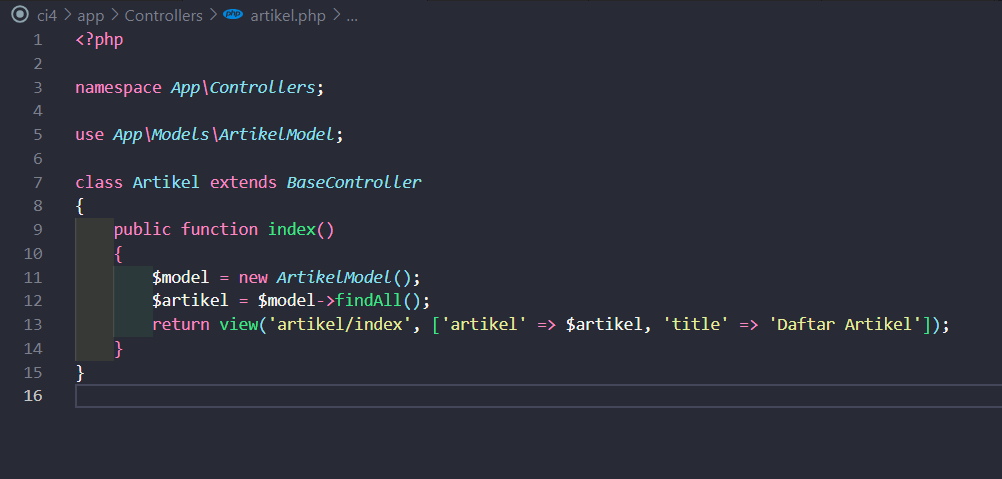 ci4 > app > Controllers > php artikel.php > ...
1 <?php
2
3 namespace App\Controllers;
4
5 use App\Models\ArtikelModel;
6
7 class Artikel extends BaseController
8 {
9     public function index()
10     {
11         $model = new ArtikelModel();
12         $artikel = $model->findAll();
13         return view('artikel/index', ['artikel' => $artikel, 'title' => 'Daftar Artikel']);
14     }
15 }
16